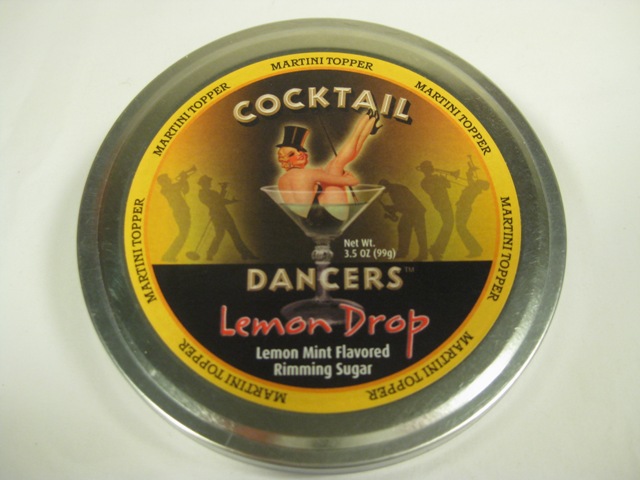 MARTINI TOPPER
MARTINI TOPPER
MARTINI TOPPER
MARTINI TOPPER
MARTINI TOPPER
MARTINI TOPPER
MARTINI TOPPER
COCKTAIL
Net Wt.
3.5 OZ (99g)
DANCERS™
Lemon Drop
Lemon Mint Flavored
Rimming Sugar